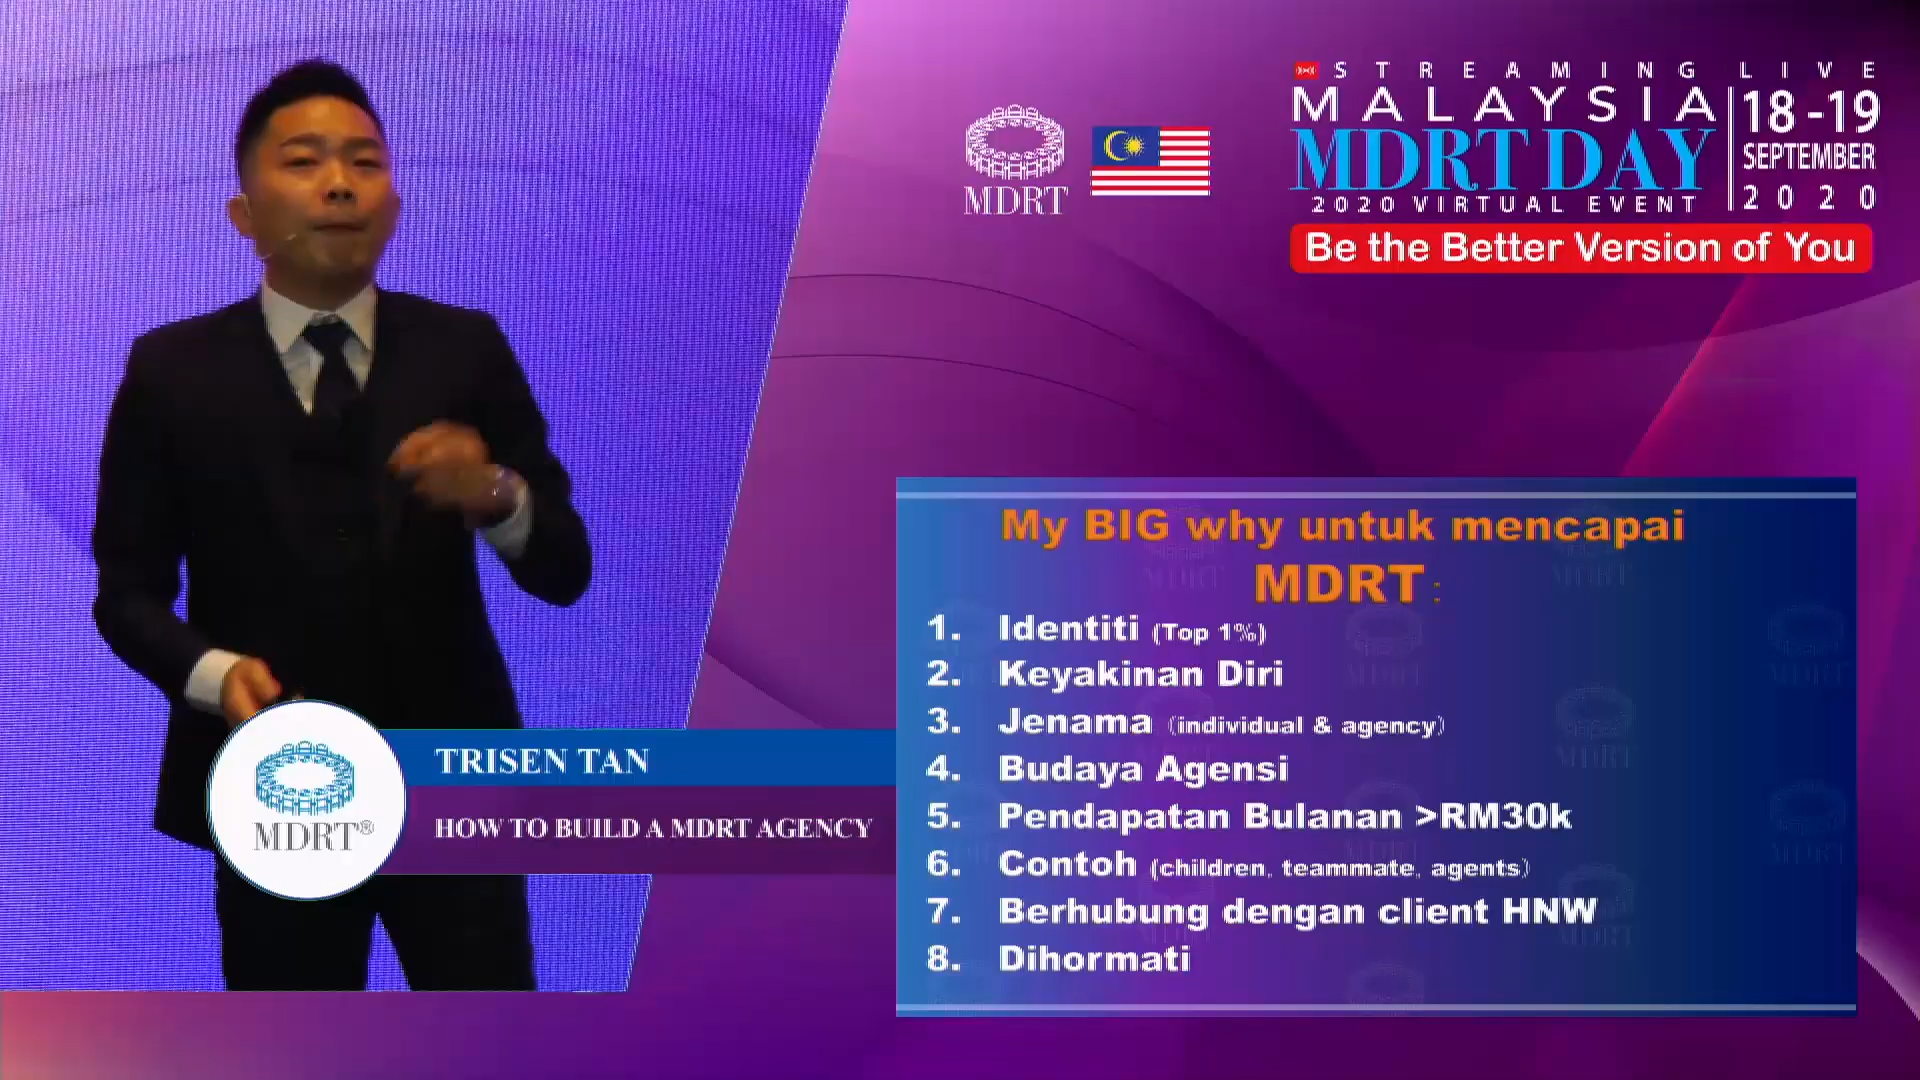 STREAMING LIVE
MALAYSIA
MDRT DAY
2020 VIRTUAL EVENT
18-19
SEPTEMBER
2020
Be the Better Version of You
MDRT
My BIG why untuk mencapai
MDRT:
1. Identiti (Top 1%)
2. Keyakinan Diri
3. Jenama (individual & agency)
4. Budaya Agensi
5. Pendapatan Bulanan >RM30k
6. Contoh (children, teammate, agents)
7. Berhubung dengan client HNW
8. Dihormati
MDRT®
TRISEN TAN
HOW TO BUILD A MDRT AGENCY